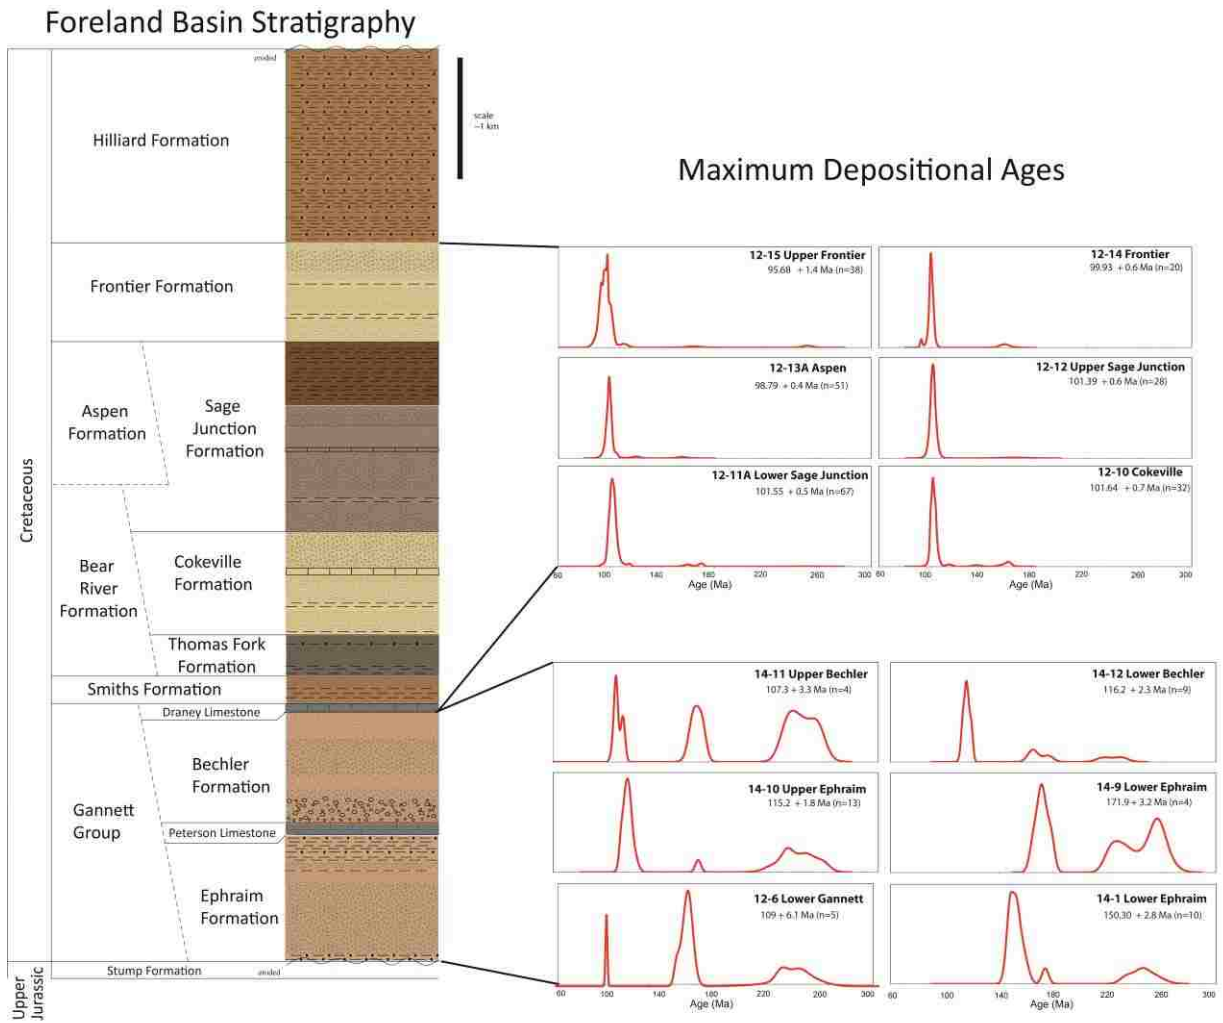 Foreland Basin Stratigraphy
eroded
scale
~1 km
Hilliard Formation
Maximum Depositional Ages
Frontier Formation
Aspen
Formation
Sage
Junction
Formation
Cretaceous
Bear
River
Formation
Cokeville
Formation
Thomas Fork
Formation
Smiths Formation
Draney Limestone
Bechler
Formation
Gannett
Group
Peterson Limestone
Ephraim
Formation
Stump Formation
eroded
Upper
Jurassic
12-15 Upper Frontier
95.68 + 1.4 Ma (n=38)
12-14 Frontier
99.93 + 0.6 Ma (n=20)
12-13A Aspen
98.79 + 0.4 Ma (n=51)
12-12 Upper Sage Junction
101.39 + 0.6 Ma (n=28)
12-11A Lower Sage Junction
101.55 + 0.5 Ma (n=67)
12-10 Cokeville
101.64 + 0.7 Ma (n=32)
60 100 140 180 220 260 300
Age (Ma)
60 100 140 180 220 260 300
Age (Ma)
14-11 Upper Bechler
107.3 + 3.3 Ma (n=4)
14-12 Lower Bechler
116.2 + 2.3 Ma (n=9)
14-10 Upper Ephraim
115.2 + 1.8 Ma (n=13)
14-9 Lower Ephraim
171.9 + 3.2 Ma (n=4)
12-6 Lower Gannett
109 + 6.1 Ma (n=5)
14-1 Lower Ephraim
150.30 + 2.8 Ma (n=10)
60 100 140 180 220 260 300
Age (Ma)
60 100 140 180 220 260 300
Age (Ma)